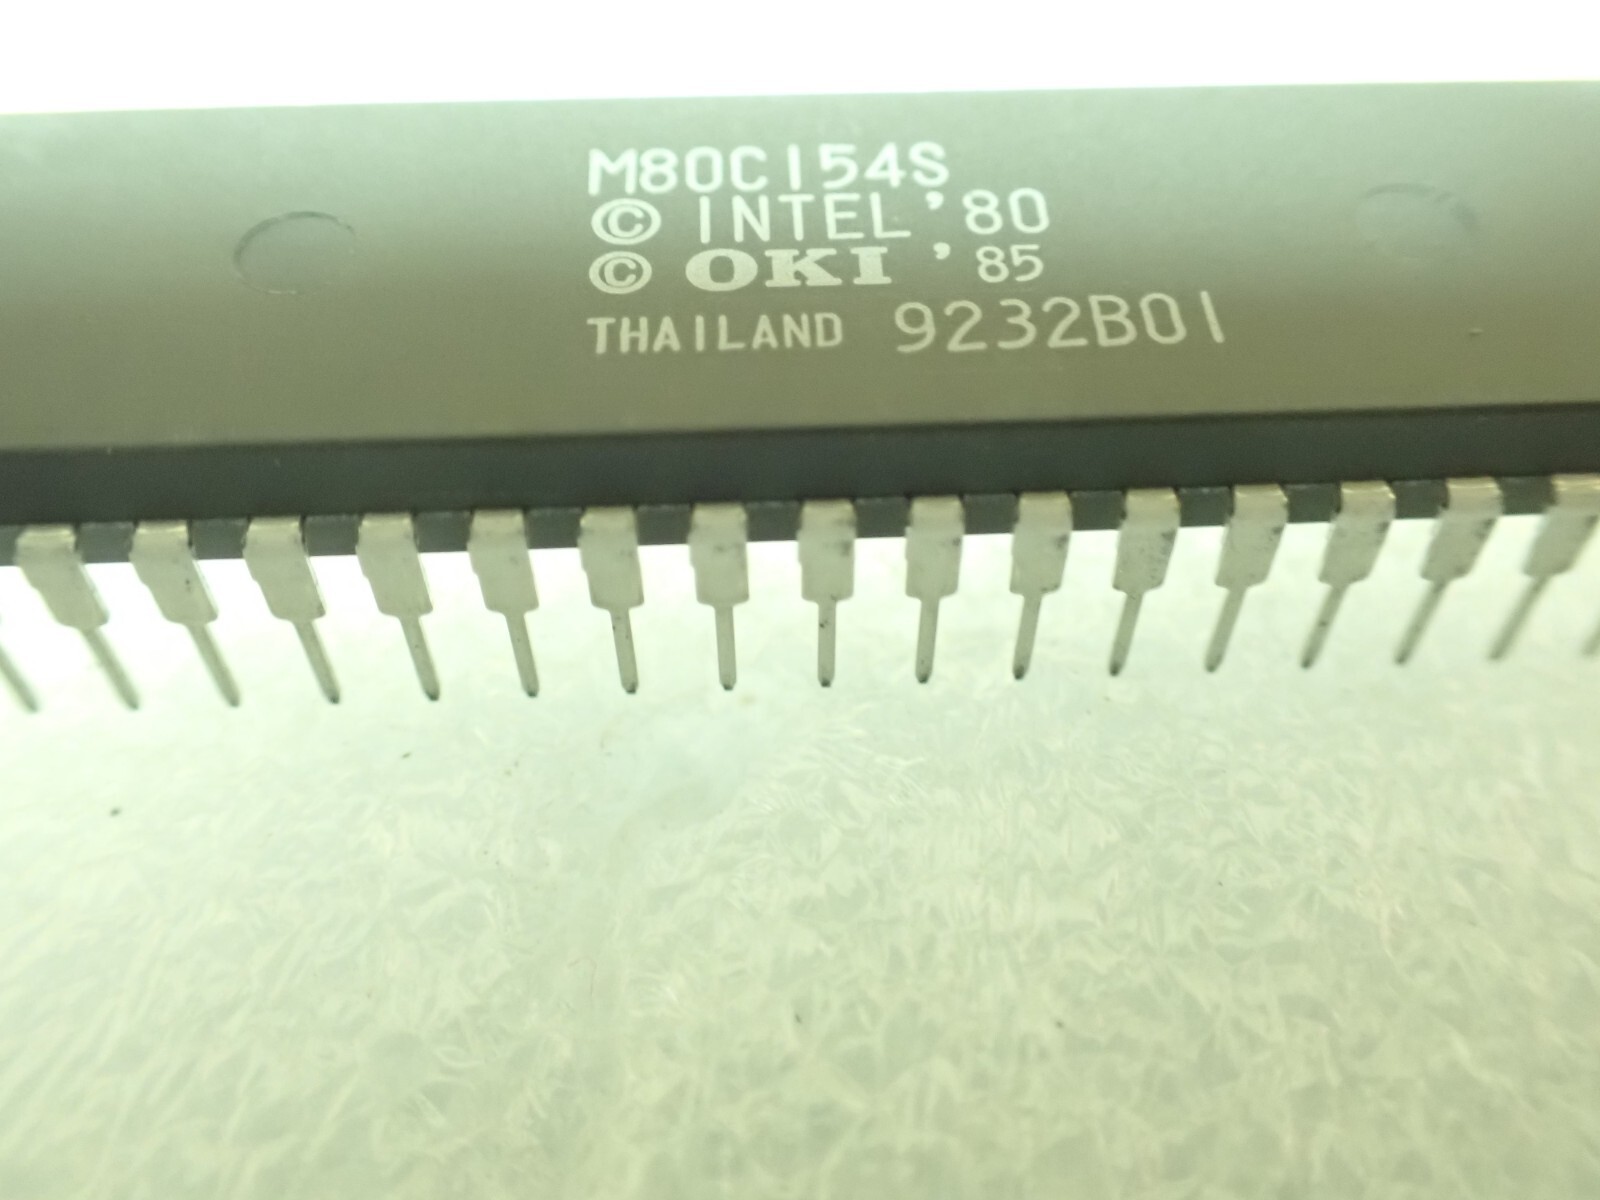 M80C154S
© INTEL '80
© OKI '85
THAILAND 9232B01